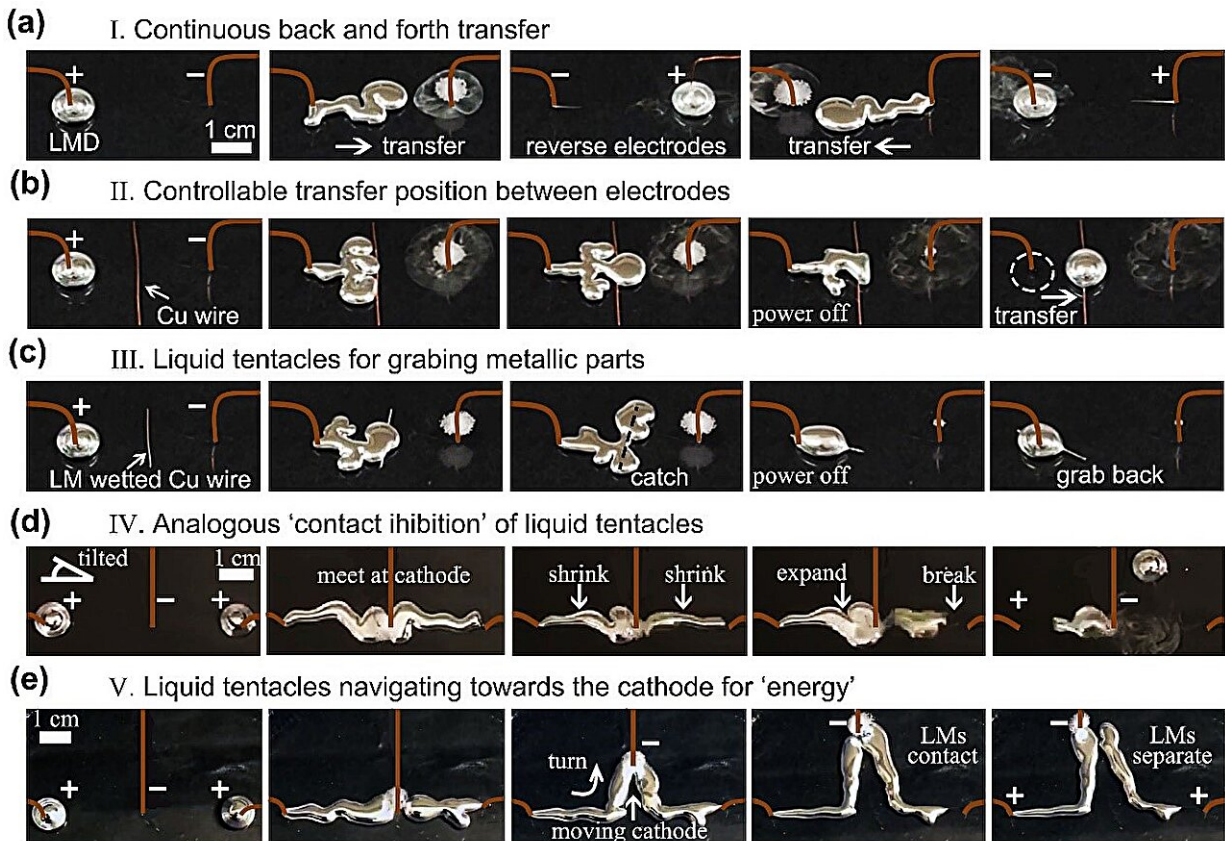 (a) I. Continuous back and forth transfer
+ −
LMD 1 cm
→ transfer
− +
reverse electrodes
transfer ←
− +
(b) II. Controllable transfer position between electrodes
+ −
Cu wire
power off
transfer
(c) III. Liquid tentacles for grabing metallic parts
+ −
LM wetted Cu wire
catch
power off
grab back
(d) IV. Analogous ‘contact ihibition’ of liquid tentacles
tilted 1 cm
+ − +
meet at cathode
shrink shrink
expand break
+ −
(e) V. Liquid tentacles navigating towards the cathode for ‘energy’
1 cm
+ − +
−
turn
moving cathode
−
LMs
contact
−
LMs
separate
+ +